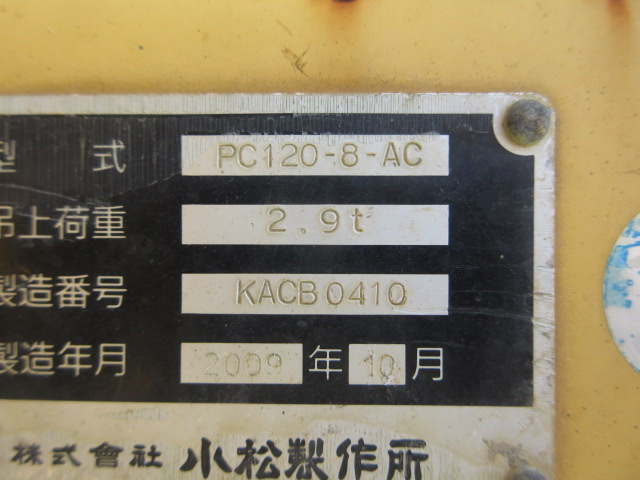 型 式 PC120-8-AC
吊上荷重 2.9t
製造番号 KACB0410
製造年月 2009 年 10 月
株式會社 小松製作所